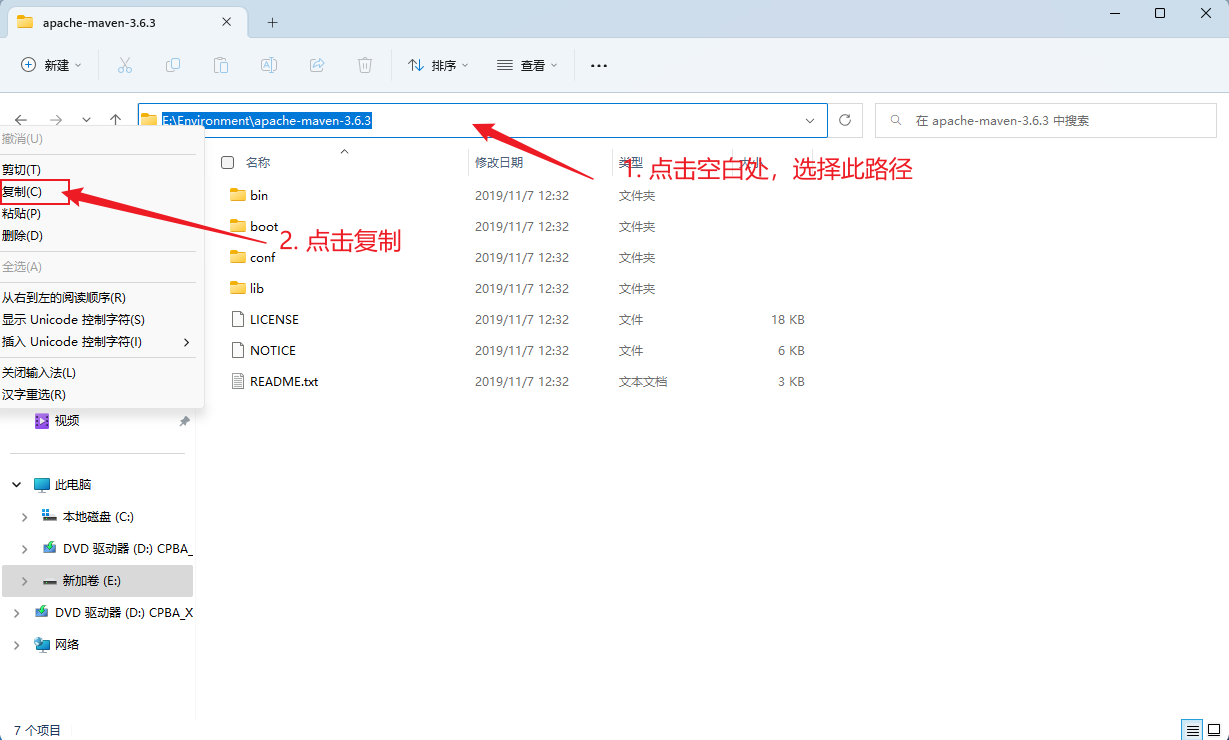 apache-maven-3.6.3
新建
排序
查看
E:\Environment\apache-maven-3.6.3
在 apache-maven-3.6.3 中搜索
撤消(U)
剪切(T)
复制(C)
粘贴(P)
删除(D)
全选(A)
从右到左的阅读顺序(R)
显示 Unicode 控制字符(S)
插入 Unicode 控制字符(I)
关闭输入法(L)
汉字重选(R)
名称 修改日期 类型 大小
1. 点击空白处，选择此路径
bin 2019/11/7 12:32 文件夹
boot 2019/11/7 12:32 文件夹
2. 点击复制
conf 2019/11/7 12:32 文件夹
lib 2019/11/7 12:32 文件夹
LICENSE 2019/11/7 12:32 文件 18 KB
NOTICE 2019/11/7 12:32 文件 6 KB
README.txt 2019/11/7 12:32 文本文档 3 KB
视频
此电脑
本地磁盘 (C:)
DVD 驱动器 (D:) CPBA_
新加卷 (E:)
DVD 驱动器 (D:) CPBA_X
网络
7 个项目